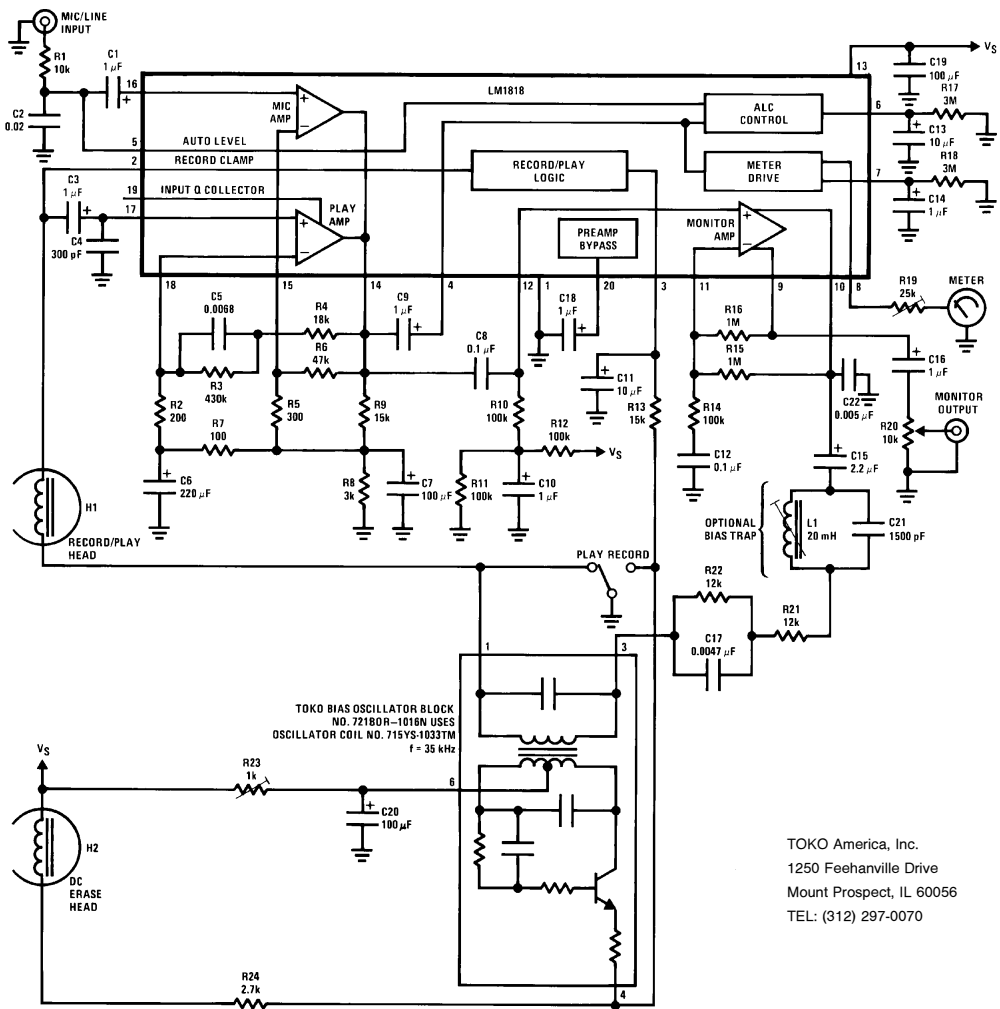 MIC/LINE
INPUT
R1
10k
C1
1 μF
+
16
C2
0.02
5
AUTO LEVEL
2
RECORD CLAMP
C3
1 μF
+
19
INPUT Q COLLECTOR
17
C4
300 pF
MIC
AMP
+
−
PLAY
AMP
+
−
LM1818
RECORD/PLAY
LOGIC
PREAMP
BYPASS
ALC
CONTROL
METER
DRIVE
MONITOR
AMP
+
−
13
VS
C19
100 μF
6
R17
3M
+
C13
10 μF
R18
3M
7
+
C14
1 μF
18
15
14
4
12
1
20
3
11
9
10
8
R19
25k
METER
C5
0.0068
R4
18k
C9
1 μF
+
R3
430k
R6
47k
C8
0.1 μF
C18
1 μF
+
R16
1M
R15
1M
C22
0.005 μF
+
C16
1 μF
MONITOR
OUTPUT
R20
10k
R2
200
R7
100
R5
300
R9
15k
R10
100k
R12
100k
VS
+
C11
10 μF
R13
15k
R14
100k
C12
0.1 μF
+
C15
2.2 μF
+
C6
220 μF
R8
3k
+
C7
100 μF
R11
100k
+
C10
1 μF
H1
RECORD/PLAY
HEAD
OPTIONAL
BIAS TRAP
L1
20 mH
C21
1500 pF
PLAY RECORD
R22
12k
R21
12k
C17
0.0047 μF
1
3
TOKO BIAS OSCILLATOR BLOCK
NO. 721BOR–1016N USES
OSCILLATOR COIL NO. 715YS-1033TM
f = 35 kHz
VS
R23
1k
6
+
C20
100 μF
H2
DC
ERASE
HEAD
R24
2.7k
4
TOKO America, Inc.
1250 Feehanville Drive
Mount Prospect, IL 60056
TEL: (312) 297-0070